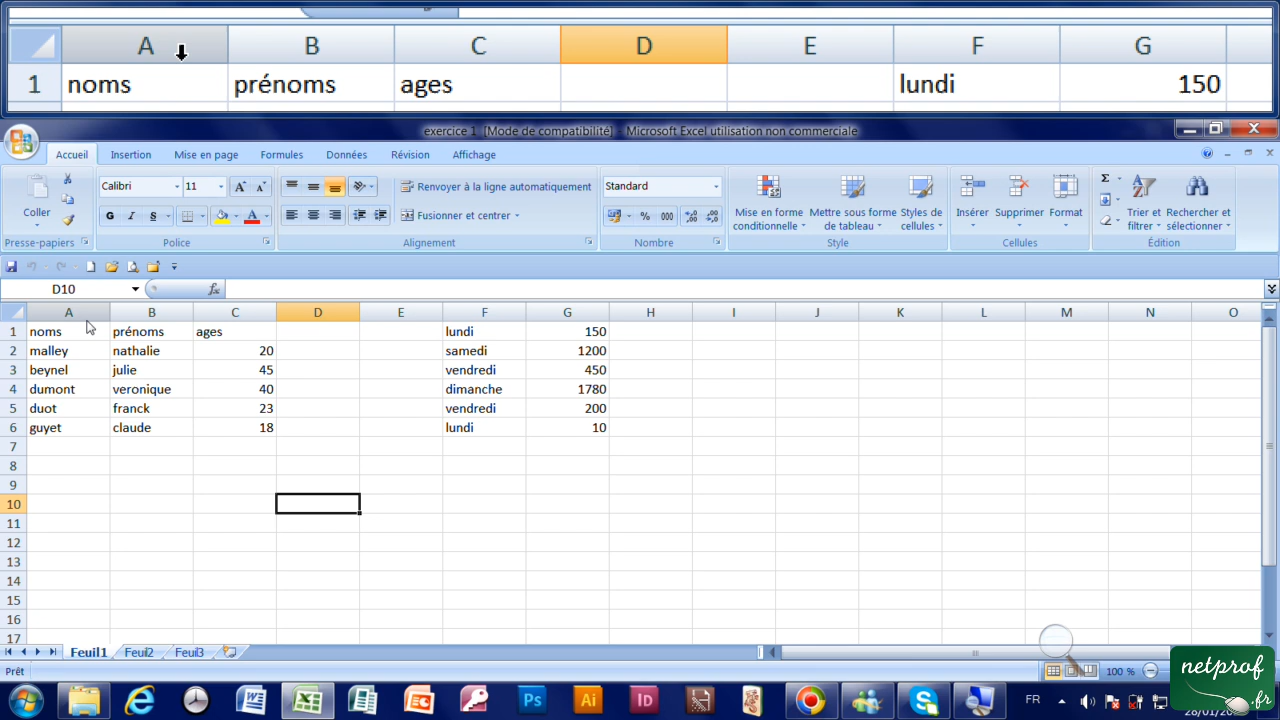 A B C D E F G
1 noms prénoms ages lundi 150
exercice 1 [Mode de compatibilité] - Microsoft Excel utilisation non commerciale
Accueil Insertion Mise en page Formules Données Révision Affichage
Calibri 11 Renvoyer à la ligne automatiquement Standard
Coller G I S Fusionner et centrer % 000 Mise en forme conditionnelle Mettre sous forme de tableau Styles de cellules Insérer Supprimer Format Σ Trier et filtrer Rechercher et sélectionner
Presse-papiers Police Alignement Nombre Style Cellules Édition
D10 fx
A B C D E F G H I J K L M N O
1 noms prénoms ages lundi 150
2 malley nathalie 20 samedi 1200
3 beynel julie 45 vendredi 450
4 dumont veronique 40 dimanche 1780
5 duot franck 23 vendredi 200
6 guyet claude 18 lundi 10
7
8
9
10
11
12
13
14
15
16
17
Feuil1 Feuil2 Feuil3
Prêt 100 %
Ps Ai ID FR
netprof.fr